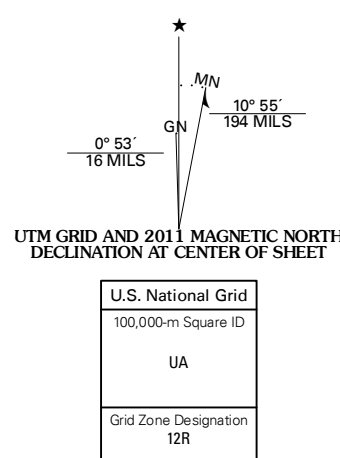 ★
MN
GN
10° 55´
194 MILS
0° 53´
16 MILS
UTM GRID AND 2011 MAGNETIC NORTH
DECLINATION AT CENTER OF SHEET
U.S. National Grid
100,000-m Square ID
UA
Grid Zone Designation
12R